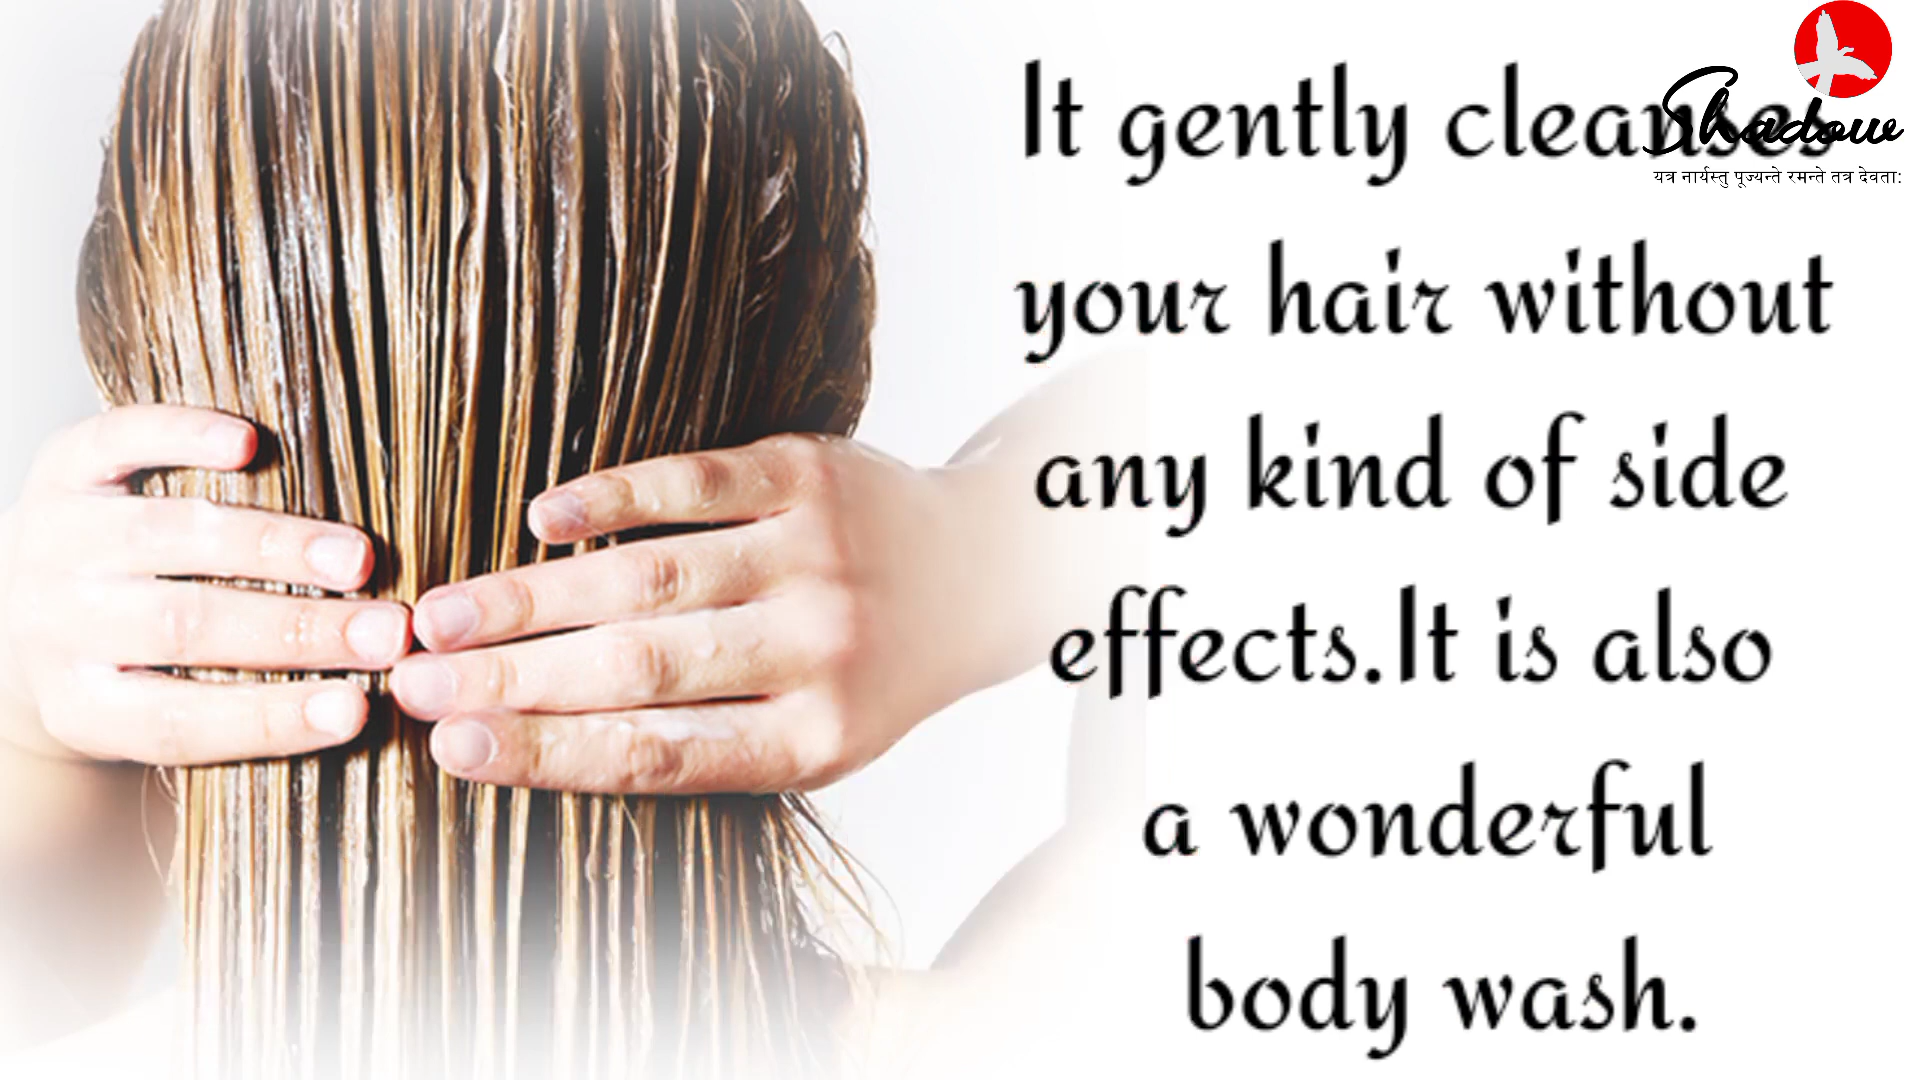 It gently cleanses
your hair without
any kind of side
effects.It is also
a wonderful
body wash.
Shadow
यत्र नार्यस्तु पूज्यन्ते रमन्ते तत्र देवता: